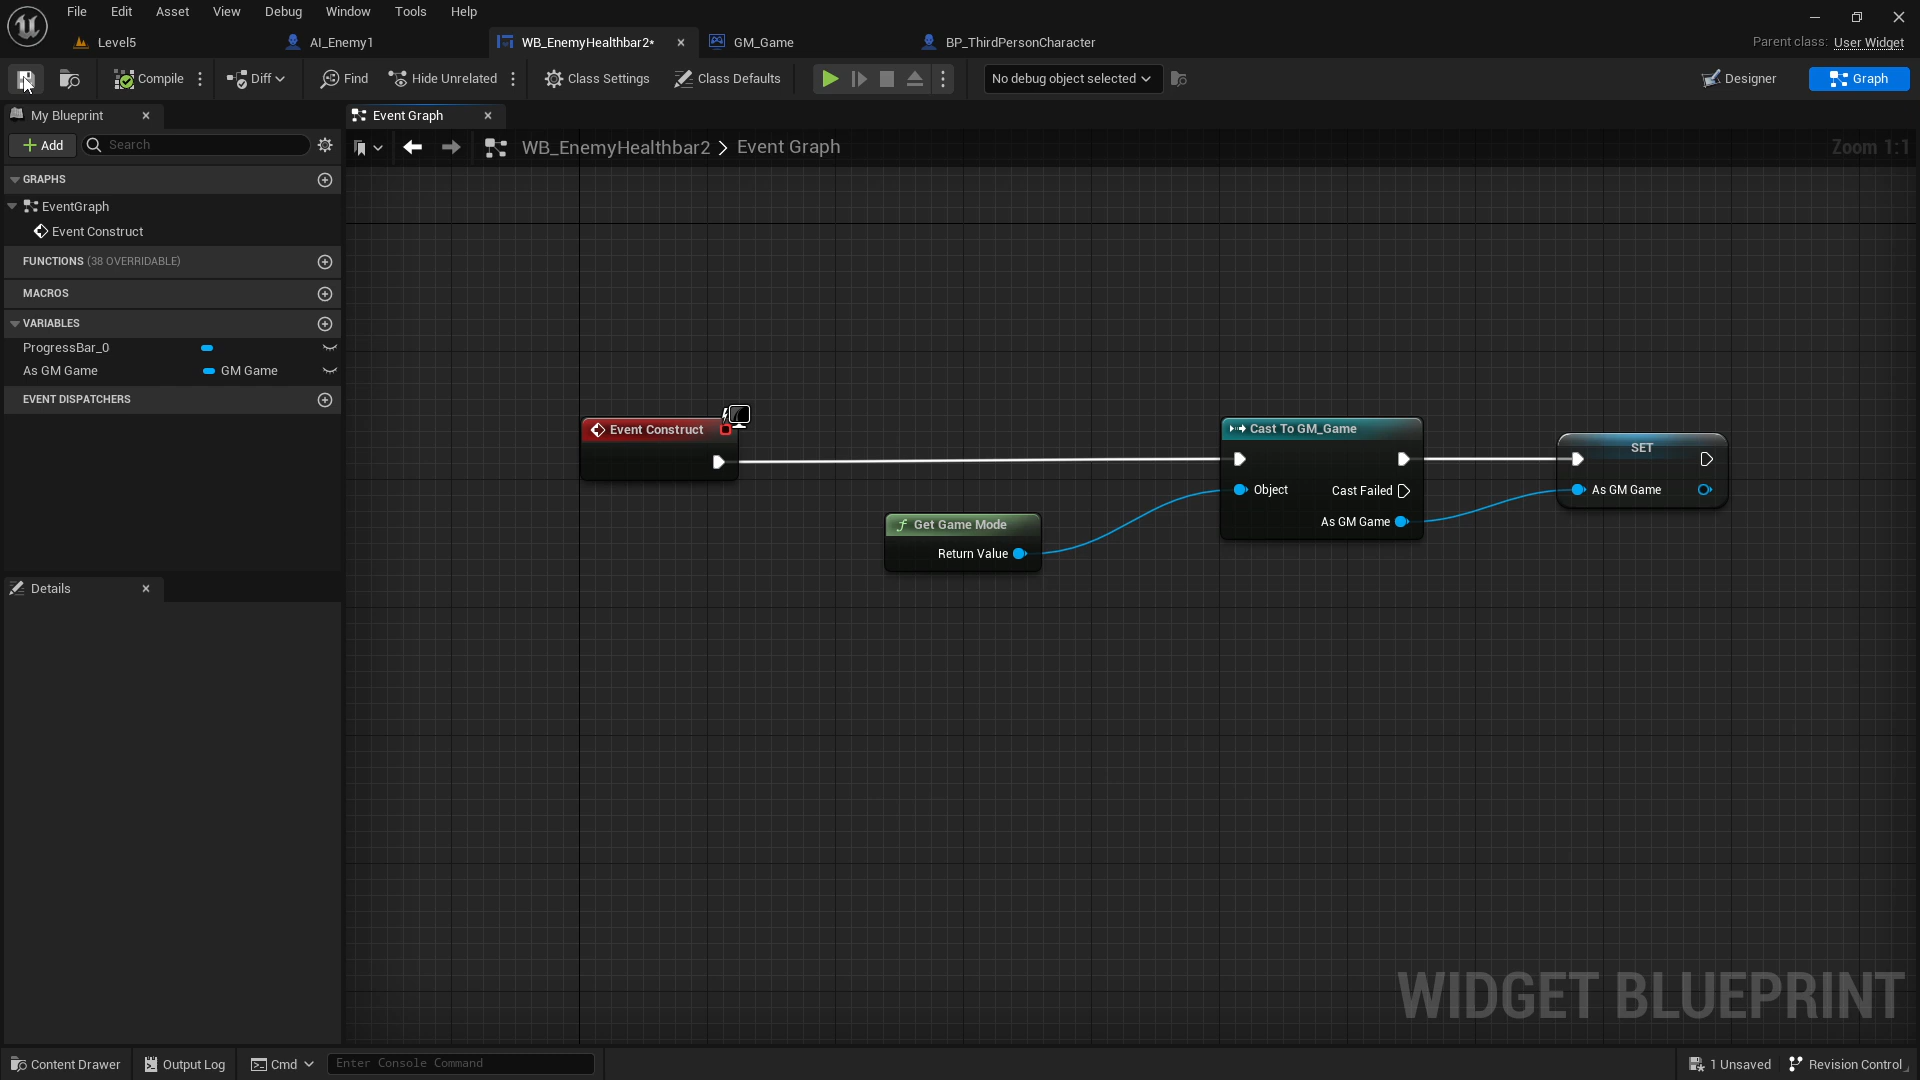 File Edit Asset View Debug Window Tools Help
Level5 AI_Enemy1 WB_EnemyHealthbar2* GM_Game BP_ThirdPersonCharacter Parent class: User Widget
Compile Diff Find Hide Unrelated Class Settings Class Defaults No debug object selected Designer Graph
My Blueprint Event Graph
Add Search WB_EnemyHealthbar2 > Event Graph Zoom 1:1
GRAPHS
EventGraph
Event Construct
FUNCTIONS (38 OVERRIDABLE)
MACROS
VARIABLES
ProgressBar_0
As GM Game GM Game
EVENT DISPATCHERS
Event Construct
Cast To GM_Game
Object Cast Failed
As GM Game
SET
As GM Game
f Get Game Mode
Return Value
Details
WIDGET BLUEPRINT
Content Drawer Output Log Cmd Enter Console Command 1 Unsaved Revision Control